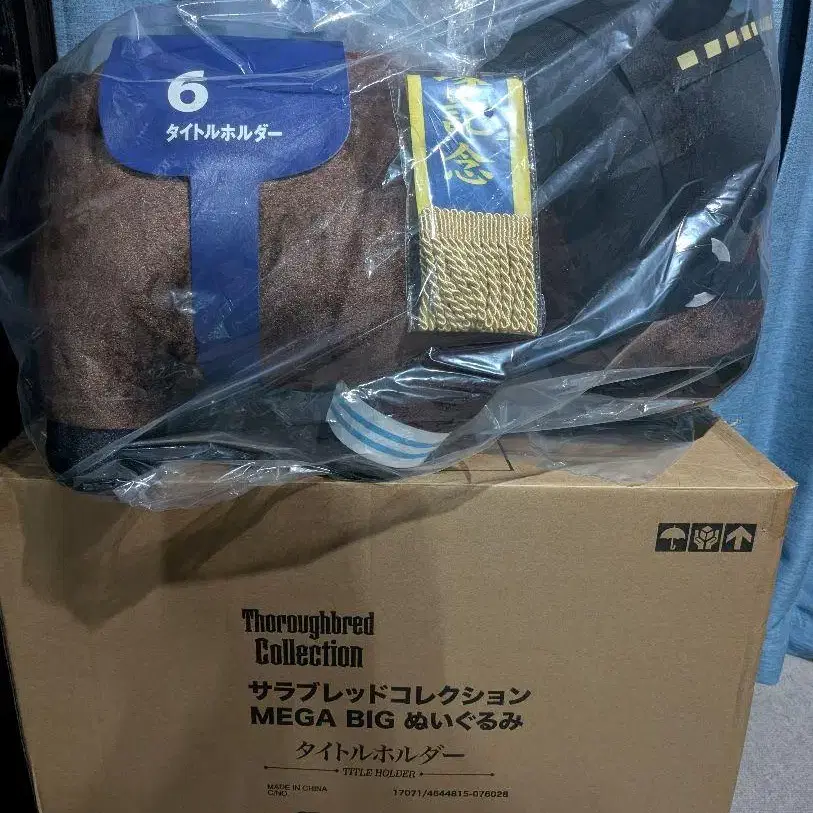 6
タイトルホルダー
記念
Thoroughbred
Collection
サラブレッドコレクション
MEGA BIG ぬいぐるみ
タイトルホルダー
TITLE HOLDER
MADE IN CHINA
C/NO.
17071/4644815-076028